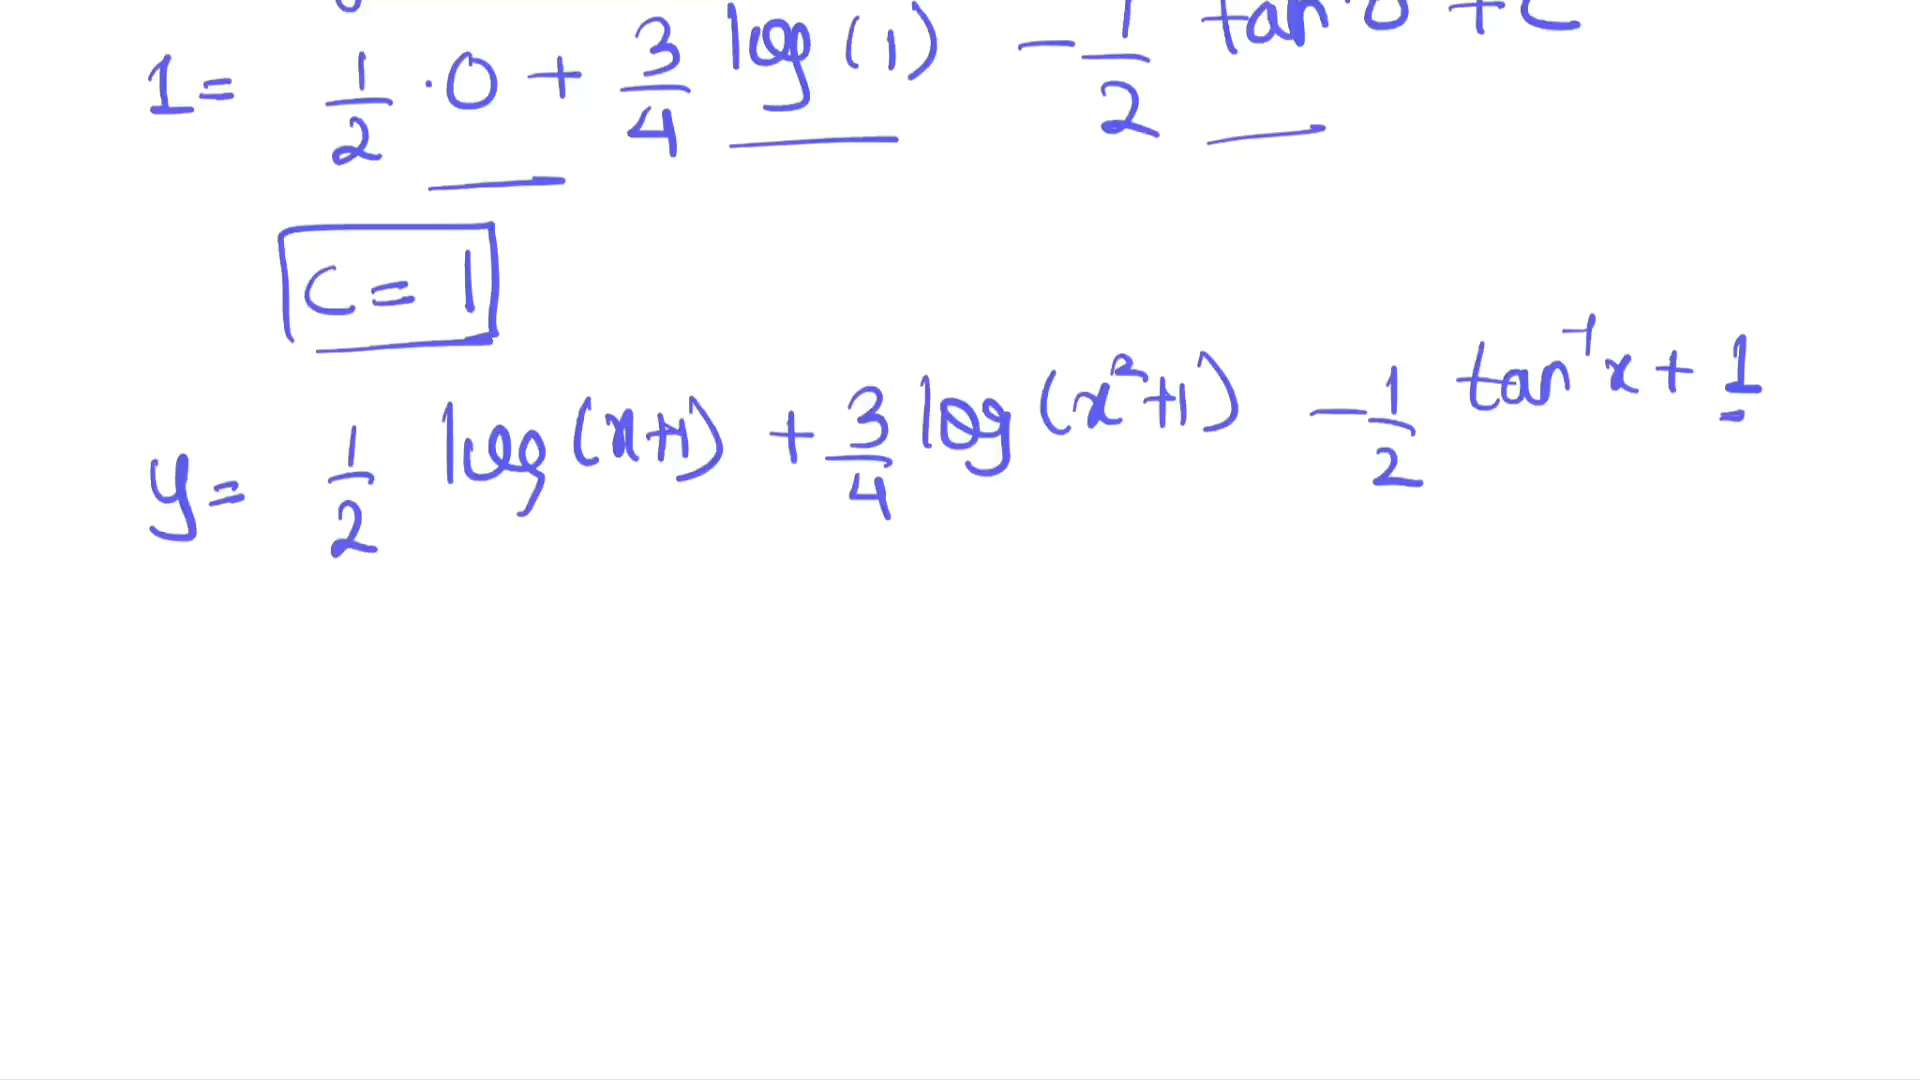 1 = 1/2 · 0 + 3/4 log(1) - 1/2 tan⁻¹0 + C
C = 1
y = 1/2 log(x+1) + 3/4 log(x²+1) - 1/2 tan⁻¹x + 1